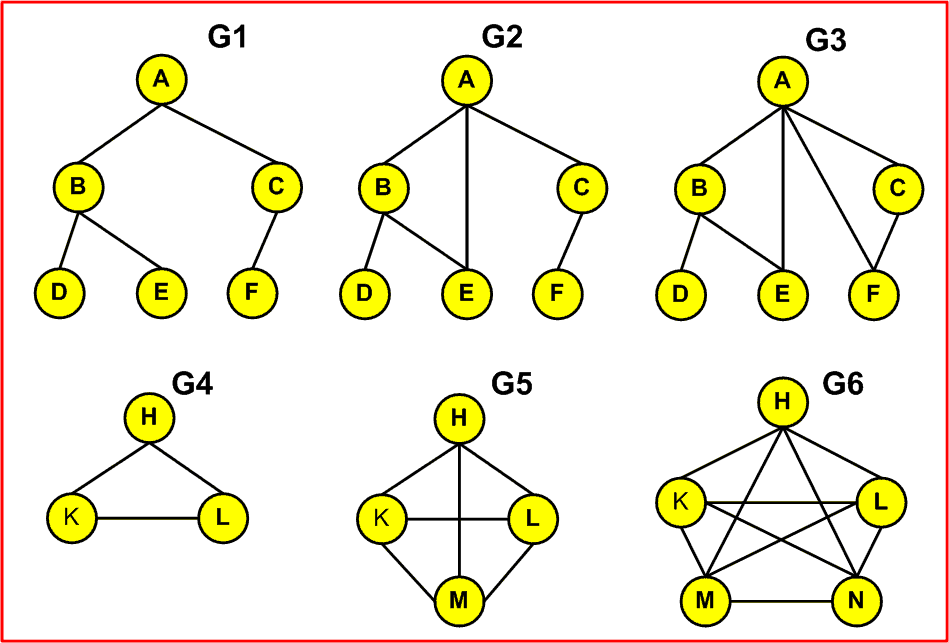 G1 G2 G3
A A A
B C B C B C
D E F D E F D E F
G4 G5 G6
H H H
K L K L K L
M M N